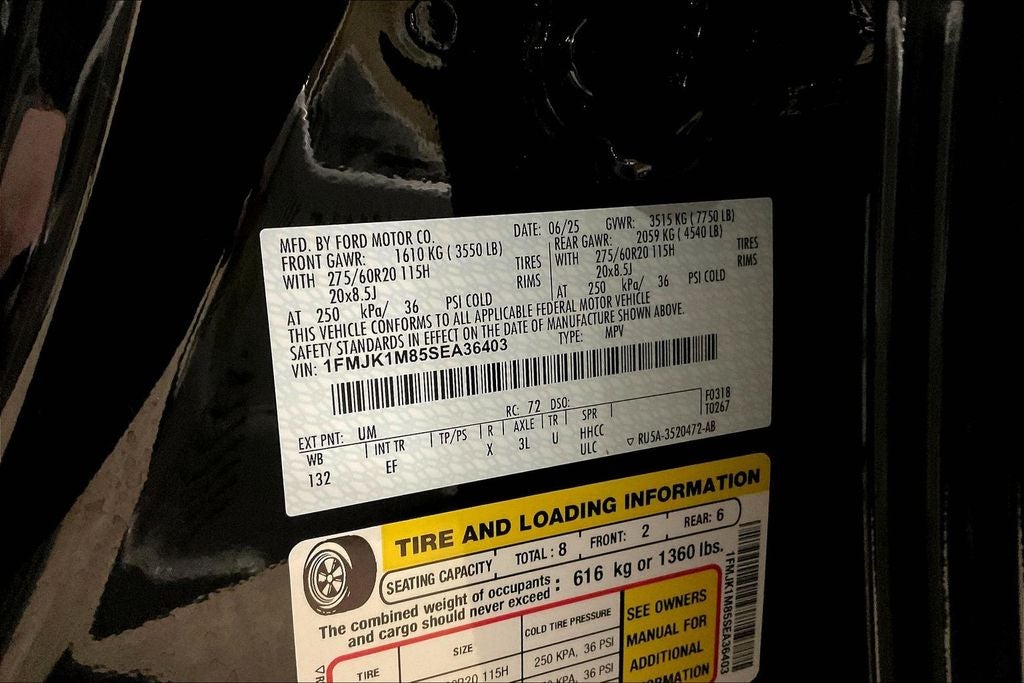 MFD. BY FORD MOTOR CO. DATE: 06/25 GVWR: 3515 KG ( 7750 LB)
FRONT GAWR: 1610 KG ( 3550 LB) REAR GAWR: 2059 KG ( 4540 LB)
WITH 275/60R20 115H TIRES WITH 275/60R20 115H TIRES
20x8.5J RIMS 20x8.5J RIMS
AT 250 kPa/ 36 PSI COLD AT 250 kPa/ 36 PSI COLD
THIS VEHICLE CONFORMS TO ALL APPLICABLE FEDERAL MOTOR VEHICLE
SAFETY STANDARDS IN EFFECT ON THE DATE OF MANUFACTURE SHOWN ABOVE.
VIN: 1FMJK1M85SEA36403 TYPE: MPV
EXT PNT: UM RC: 72 DSO: F0318
WB INT TR TP/PS R AXLE TR SPR T0267
132 EF X 3L U HHCC
ULC RU5A-3520472-AB
TIRE AND LOADING INFORMATION
SEATING CAPACITY TOTAL : 8 FRONT: 2 REAR: 6
The combined weight of occupants : 616 kg or 1360 lbs.
and cargo should never exceed
TIRE SIZE COLD TIRE PRESSURE
115H 250 KPA, 36 PSI
KPA, 36 PSI
SEE OWNERS
MANUAL FOR
ADDITIONAL
1FMJK1M85SEA36403